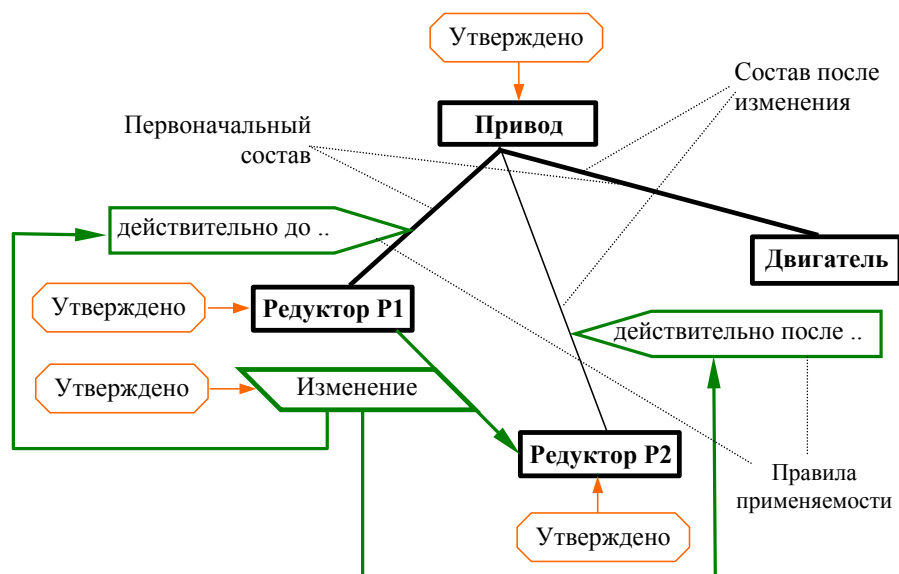 Утверждено
Состав после
изменения
Первоначальный
состав
Привод
действительно до ..
Двигатель
Утверждено
Редуктор Р1
действительно после ..
Утверждено
Изменение
Редуктор Р2
Правила
применяемости
Утверждено